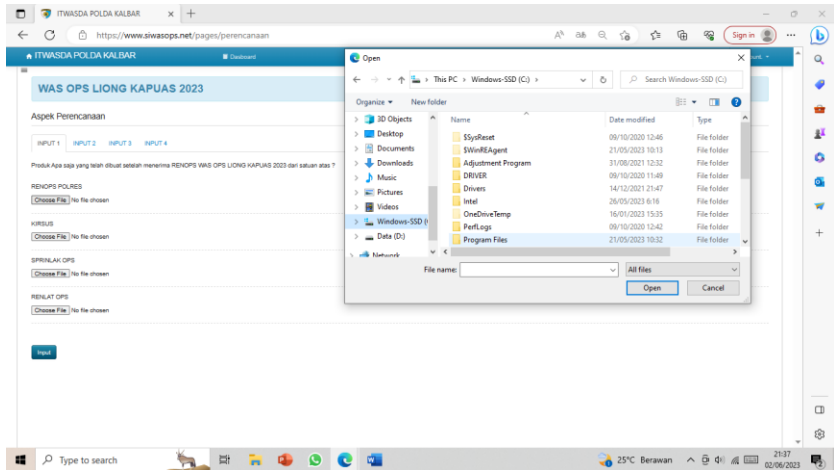 ITWASDA POLDA KALBAR
https://www.siwasops.net/pages/perencanaan
Sign in
ITWASDA POLDA KALBAR
Dashboard
WAS OPS LIONG KAPUAS 2023
Aspek Perencanaan
INPUT 1 INPUT 2 INPUT 3 INPUT 4
Produk Apa saja yang telah dibuat setelah menerima RENOPS WAS OPS LIONG KAPUAS 2023 dari satuan atas ?
RENOPS POLRES
Choose File No file chosen
KIRSUS
Choose File No file chosen
SPRINLAK OPS
Choose File No file chosen
RENLAT OPS
Choose File No file chosen
Input
Open
This PC > Windows-SSD (C:) >
Search Windows-SSD (C:)
Organize New folder
3D Objects
Desktop
Documents
Downloads
Music
Pictures
Videos
Windows-SSD (
Data (D:)
Network
Name Date modified Type
$SysReset 09/10/2020 12:46 File folder
$WinREAgent 21/05/2023 10:13 File folder
Adjustment Program 31/08/2021 12:32 File folder
DRIVER 09/10/2020 11:49 File folder
Drivers 14/12/2021 21:47 File folder
Intel 26/05/2023 6:16 File folder
OneDriveTemp 16/01/2023 15:35 File folder
PerfLogs 09/10/2020 12:42 File folder
Program Files 21/05/2023 10:32 File folder
File name: All files
Open Cancel
Type to search
25°C Berawan
21:37
02/06/2023